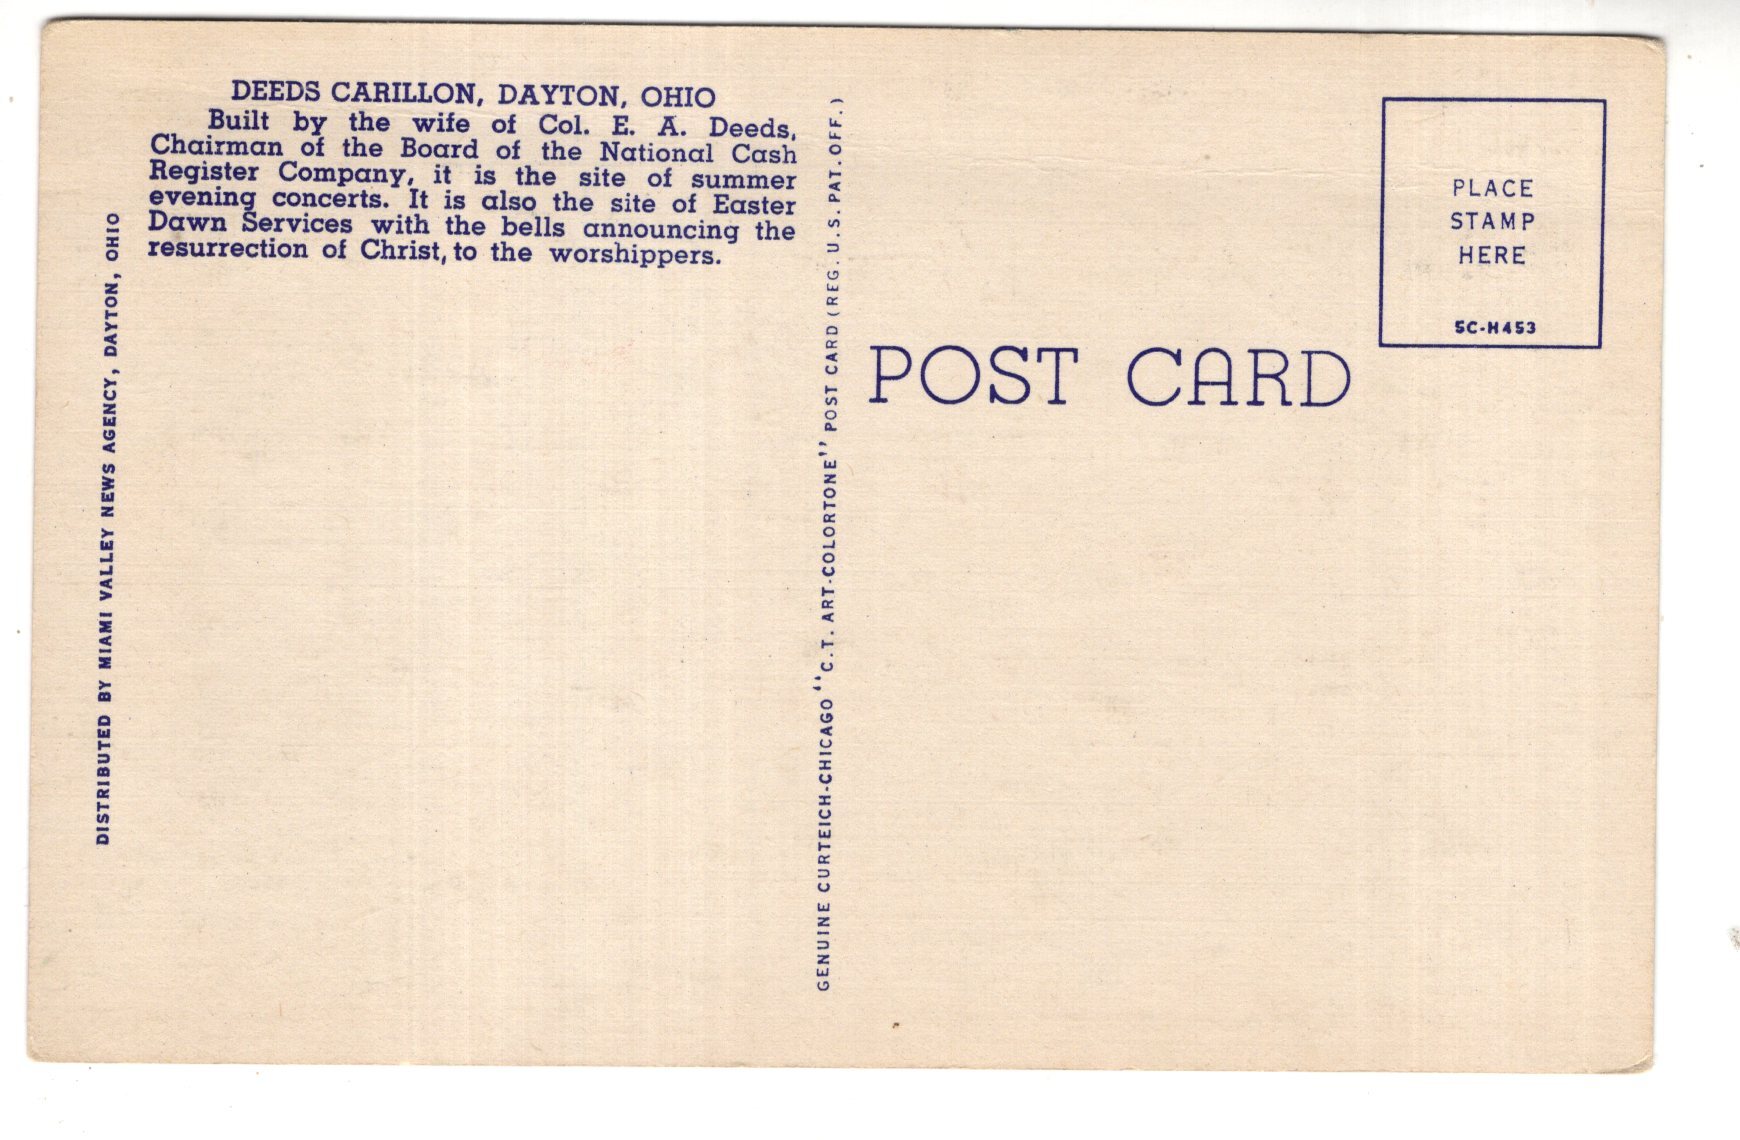 DEEDS CARILLON, DAYTON, OHIO
Built by the wife of Col. E. A. Deeds,
Chairman of the Board of the National Cash
Register Company, it is the site of summer
evening concerts. It is also the site of Easter
Dawn Services with the bells announcing the
resurrection of Christ, to the worshippers.
DISTRIBUTED BY MIAMI VALLEY NEWS AGENCY, DAYTON, OHIO
GENUINE CURTEICH-CHICAGO "C.T. ART-COLORTONE" POST CARD (REG. U.S. PAT. OFF.)
POST CARD
PLACE
STAMP
HERE
5C-H453